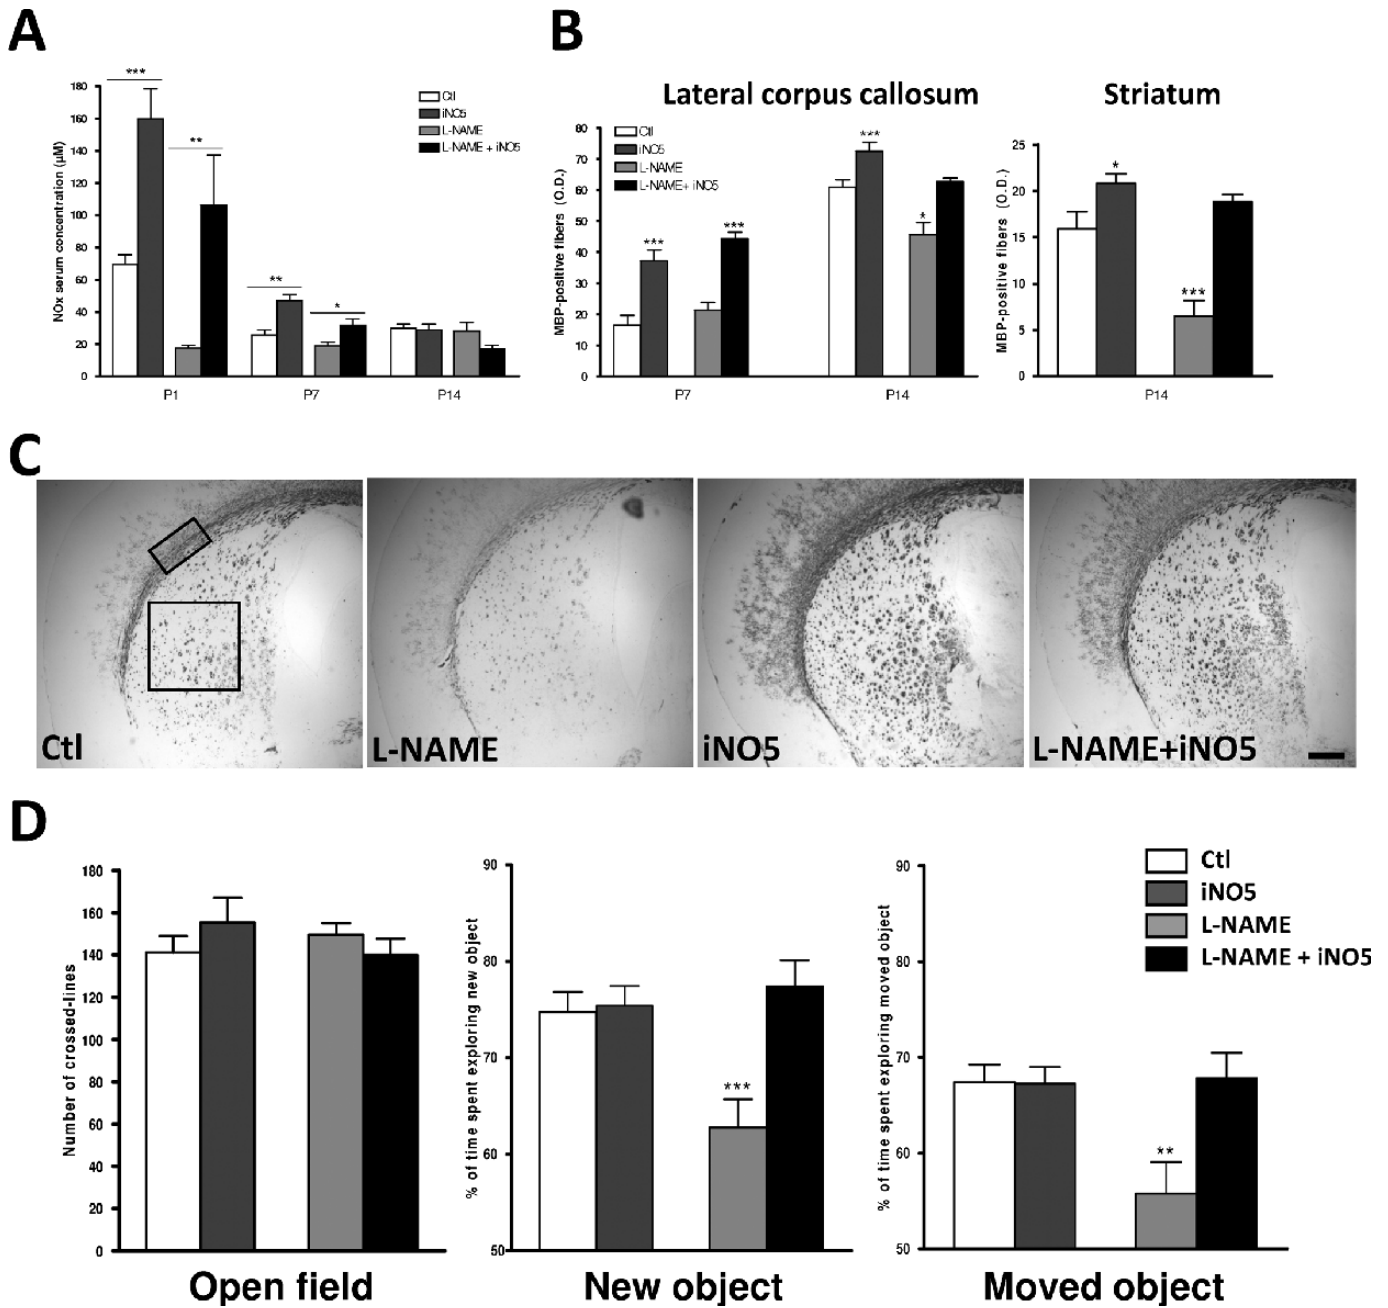 A
NOx serum concentration (µM)
180
160
140
120
100
80
60
40
20
0
***
**
**
*
P1
P7
P14
Ctl
iNO5
L-NAME
L-NAME + iNO5
B
Lateral corpus callosum
MBP-positive fibers (O.D.)
80
70
60
50
40
30
20
10
0
Ctl
iNO5
L-NAME
L-NAME+ iNO5
***
***
***
*
P7
P14
Striatum
MBP-positive fibers (O.D.)
25
20
15
10
5
0
*
***
P14
C
Ctl
L-NAME
iNO5
L-NAME+iNO5
D
Number of crossed-lines
180
160
140
120
100
80
60
40
20
0
Open field
% of time spent exploring new object
90
80
70
60
50
***
New object
% of time spent exploring moved object
90
80
70
60
50
**
Moved object
Ctl
iNO5
L-NAME
L-NAME + iNO5